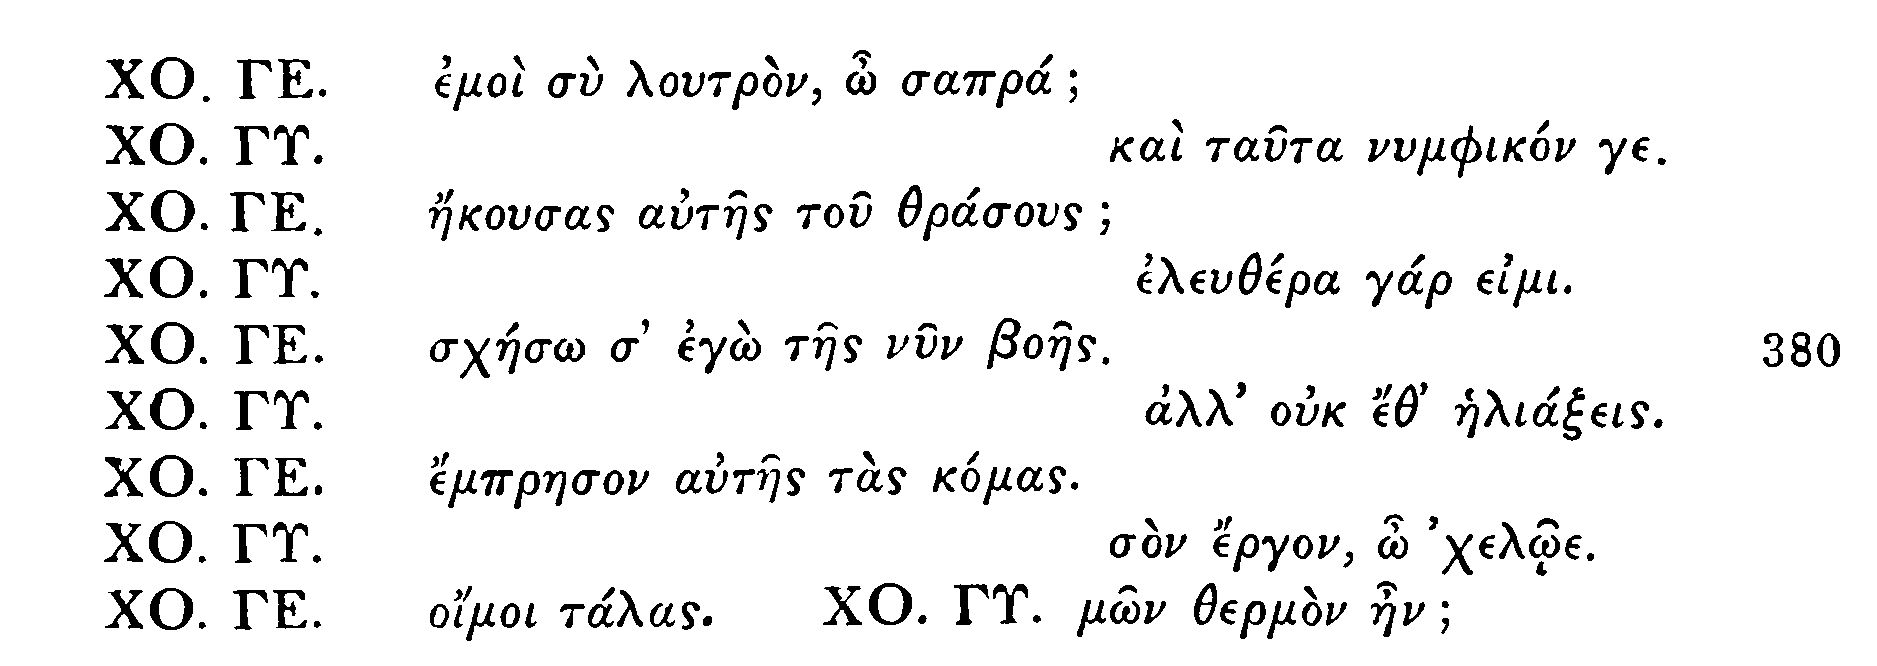 ΧΟ. ΓΕ. ἐμοὶ σὺ λουτρὸν, ὦ σαπρά ;
ΧΟ. ΓΥ. καὶ ταῦτα νυμφικόν γε.
ΧΟ. ΓΕ. ἤκουσας αὐτῆς τοῦ θράσους ;
ΧΟ. ΓΥ. ἐλευθέρα γάρ εἰμι.
ΧΟ. ΓΕ. σχήσω σ’ ἐγὼ τῆς νῦν βοῆς. 380
ΧΟ. ΓΥ. ἀλλ’ οὐκ ἔθ’ ἡλιάξεις.
ΧΟ. ΓΕ. ἔμπρησον αὐτῆς τὰς κόμας.
ΧΟ. ΓΥ. σὸν ἔργον, ὦ ’χελῷε.
ΧΟ. ΓΕ. οἴμοι τάλας. ΧΟ. ΓΥ. μῶν θερμὸν ἦν ;